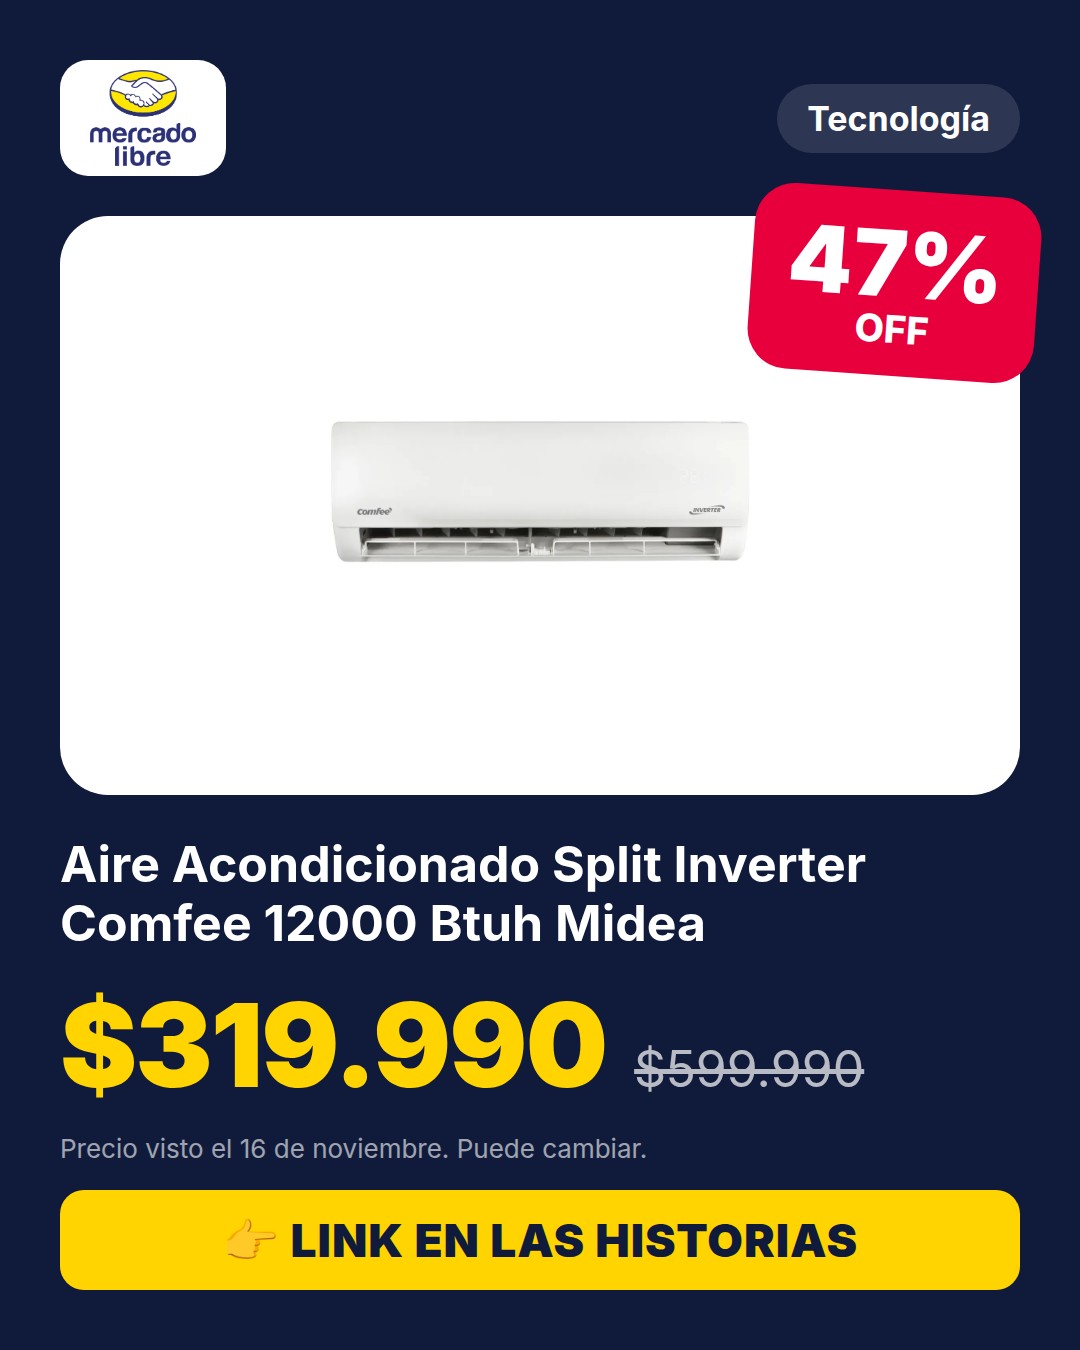 mercado
libre
Tecnología
47%
OFF
comfee'
INVERTER
Aire Acondicionado Split Inverter
Comfee 12000 Btuh Midea
$319.990 $599.990
Precio visto el 16 de noviembre. Puede cambiar.
👉 LINK EN LAS HISTORIAS